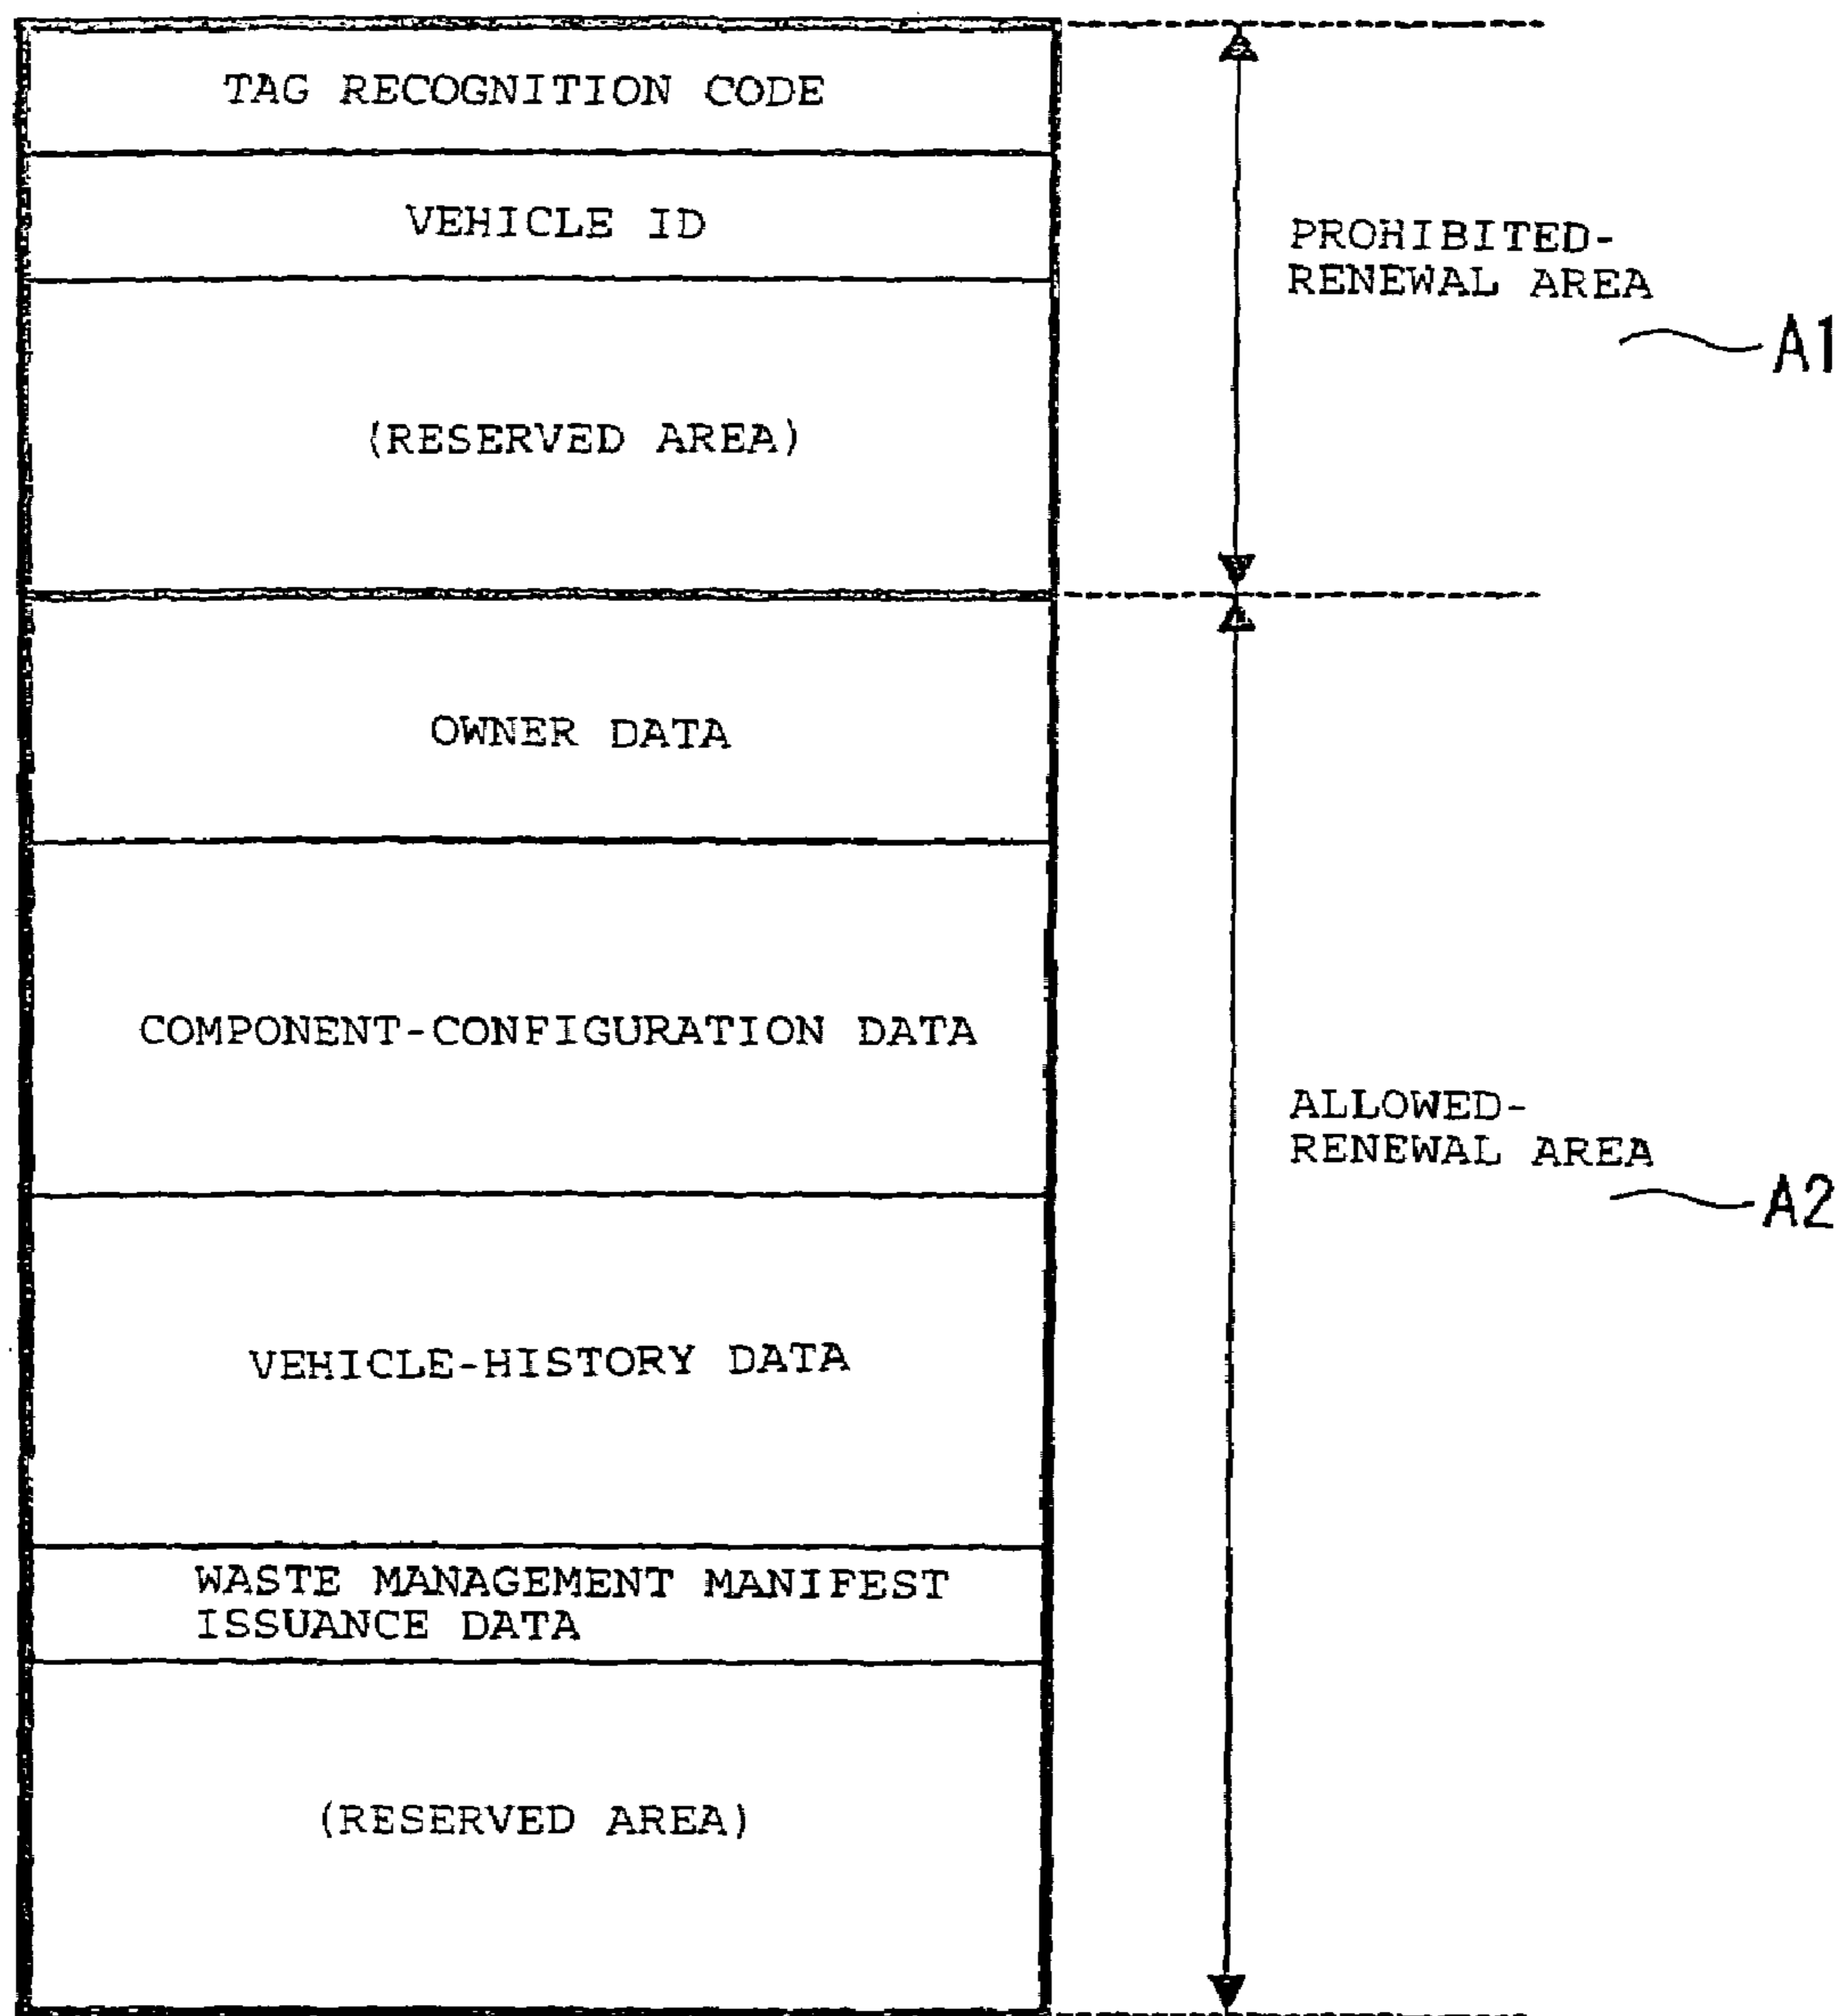 TAG RECOGNITION CODE
VEHICLE ID
(RESERVED AREA)
PROHIBITED-
RENEWAL AREA
A1
OWNER DATA
COMPONENT-CONFIGURATION DATA
ALLOWED-
RENEWAL AREA
A2
VEHICLE-HISTORY DATA
WASTE MANAGEMENT MANIFEST
ISSUANCE DATA
(RESERVED AREA)